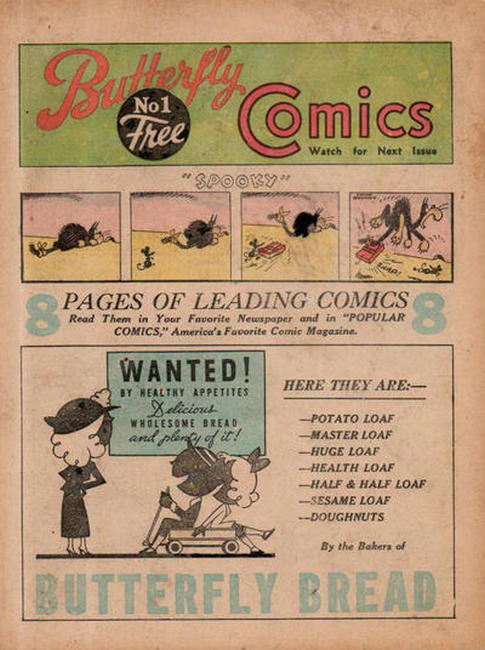 Butterfly
No 1
Free
Comics
Watch for Next Issue
"SPOOKY"
8 PAGES OF LEADING COMICS 8
Read Them in Your Favorite Newspaper and in "POPULAR
COMICS," America's Favorite Comic Magazine.
WANTED!
BY HEALTHY APPETITES
Delicious
WHOLESOME BREAD
and plenty of it!
HERE THEY ARE:—
—POTATO LOAF
—MASTER LOAF
—HUGE LOAF
—HEALTH LOAF
—HALF & HALF LOAF
—SESAME LOAF
—DOUGHNUTS
By the Bakers of
BUTTERFLY BREAD